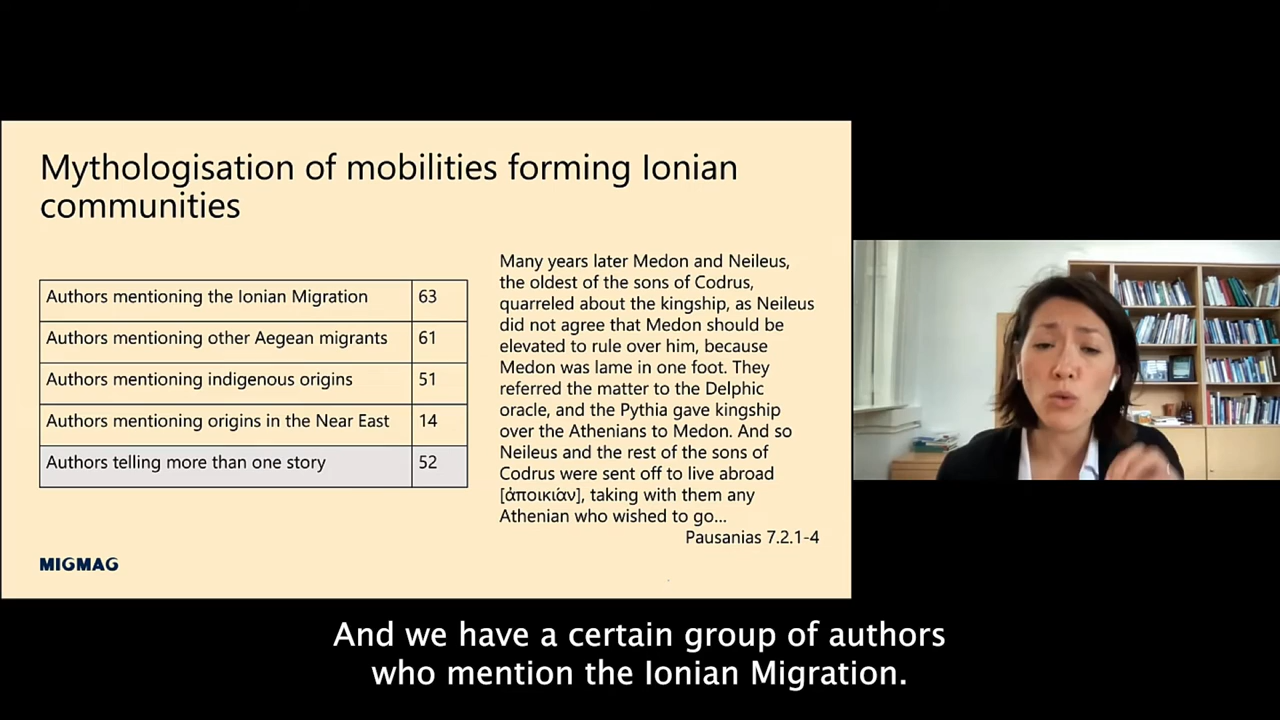 Mythologisation of mobilities forming Ionian
communities
Authors mentioning the Ionian Migration 63
Authors mentioning other Aegean migrants 61
Authors mentioning indigenous origins 51
Authors mentioning origins in the Near East 14
Authors telling more than one story 52
Many years later Medon and Neileus,
the oldest of the sons of Codrus,
quarreled about the kingship, as Neileus
did not agree that Medon should be
elevated to rule over him, because
Medon was lame in one foot. They
referred the matter to the Delphic
oracle, and the Pythia gave kingship
over the Athenians to Medon. And so
Neileus and the rest of the sons of
Codrus were sent off to live abroad
[ἀποικιάν], taking with them any
Athenian who wished to go...
Pausanias 7.2.1-4
MIGMAG
And we have a certain group of authors
who mention the Ionian Migration.